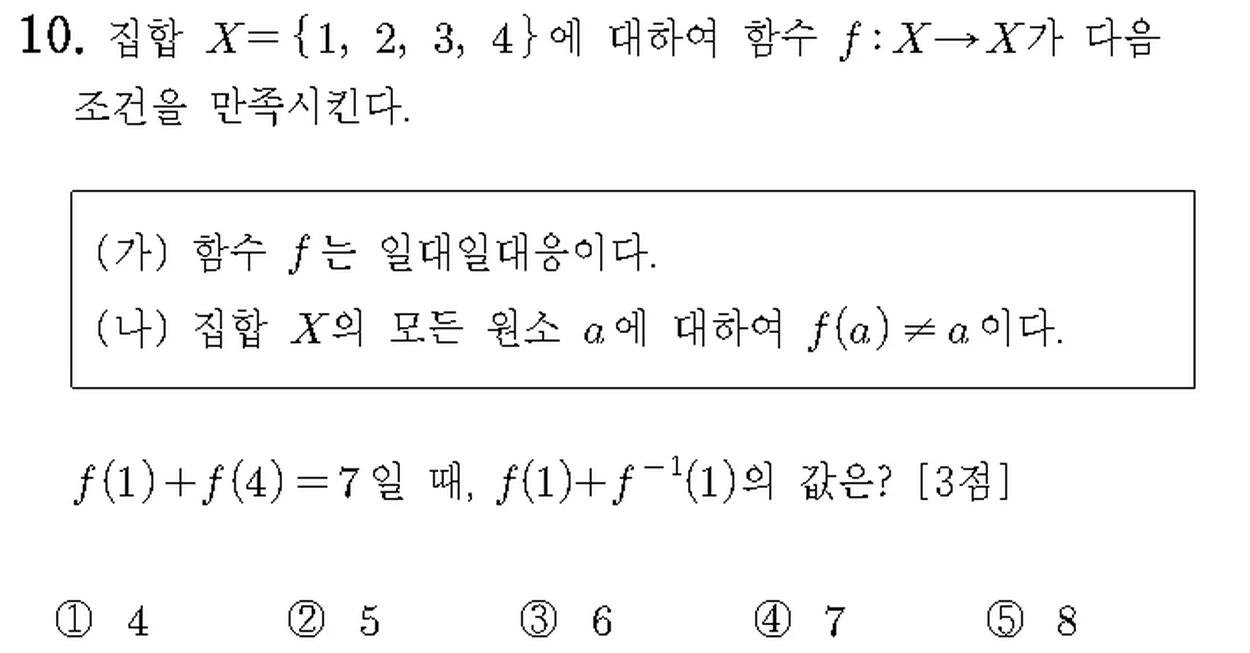 10. 집합 X={1, 2, 3, 4}에 대하여 함수 f : X→X가 다음
조건을 만족시킨다.
(가) 함수 f는 일대일대응이다.
(나) 집합 X의 모든 원소 a에 대하여 f(a)≠a이다.
f(1)+f(4)=7일 때, f(1)+f⁻¹(1)의 값은? [3점]
① 4 ② 5 ③ 6 ④ 7 ⑤ 8